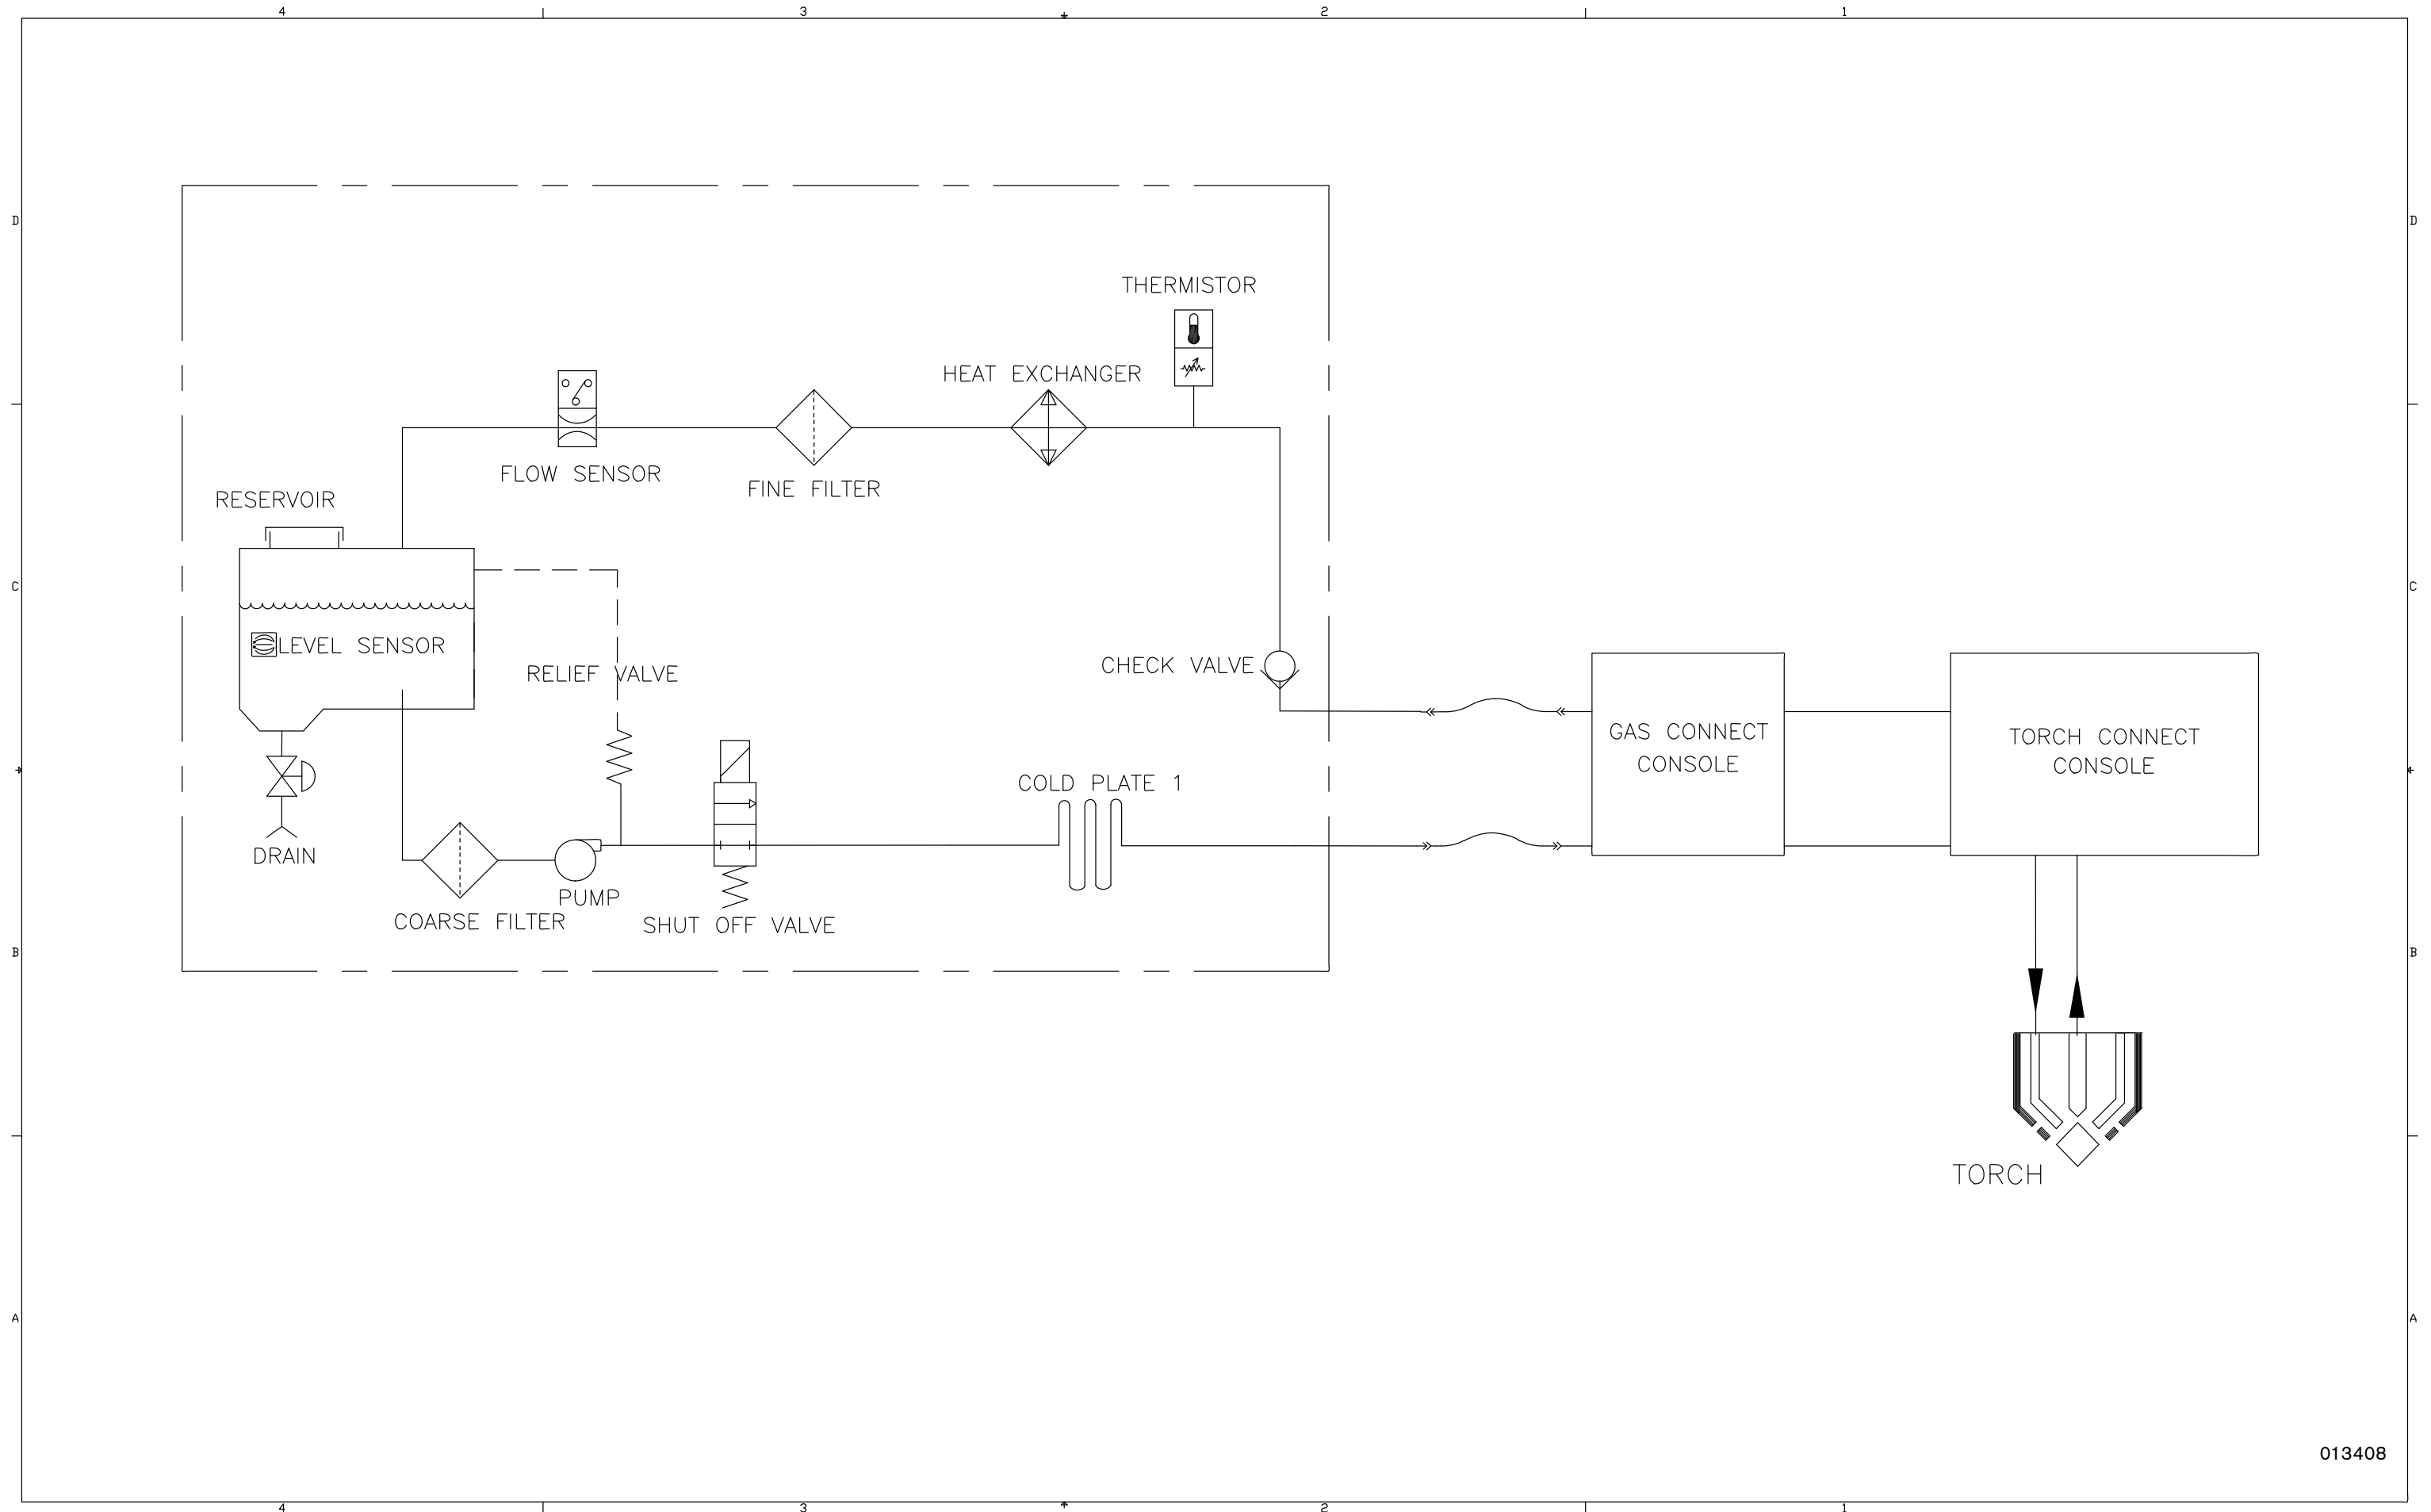 4 3 2 1
D D
THERMISTOR
HEAT EXCHANGER
FLOW SENSOR
FINE FILTER
RESERVOIR
C C
LEVEL SENSOR
RELIEF VALVE
CHECK VALVE
GAS CONNECT
CONSOLE
TORCH CONNECT
CONSOLE
COLD PLATE 1
DRAIN
PUMP
COARSE FILTER
SHUT OFF VALVE
B B
TORCH
A A
013408
4 3 2 1